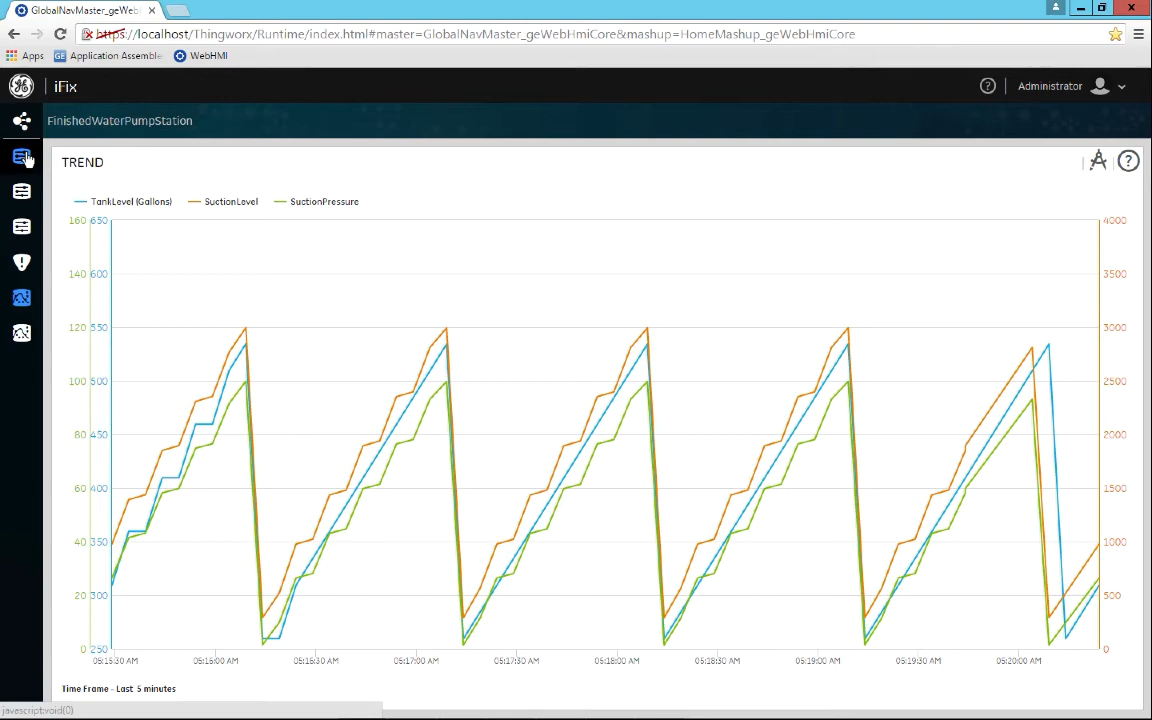 GlobalNavMaster_geWeb
https://localhost/Thingworx/Runtime/index.html#master=GlobalNavMaster_geWebHmiCore&mashup=HomeMashup_geWebHmiCore
Apps GE Application Assemble WebHMI
iFix ? Administrator
FinishedWaterPumpStation
TREND ?
TankLevel (Gallons) SuctionLevel SuctionPressure
160 650 4000
140 600 3500
120 550 3000
100 500 2500
80 450 2000
60 400 1500
40 350 1000
20 300 500
0 250 0
05:15:30 AM 05:16:00 AM 05:16:30 AM 05:17:00 AM 05:17:30 AM 05:18:00 AM 05:18:30 AM 05:19:00 AM 05:19:30 AM 05:20:00 AM
Time Frame - Last 5 minutes
javascript:void(0)